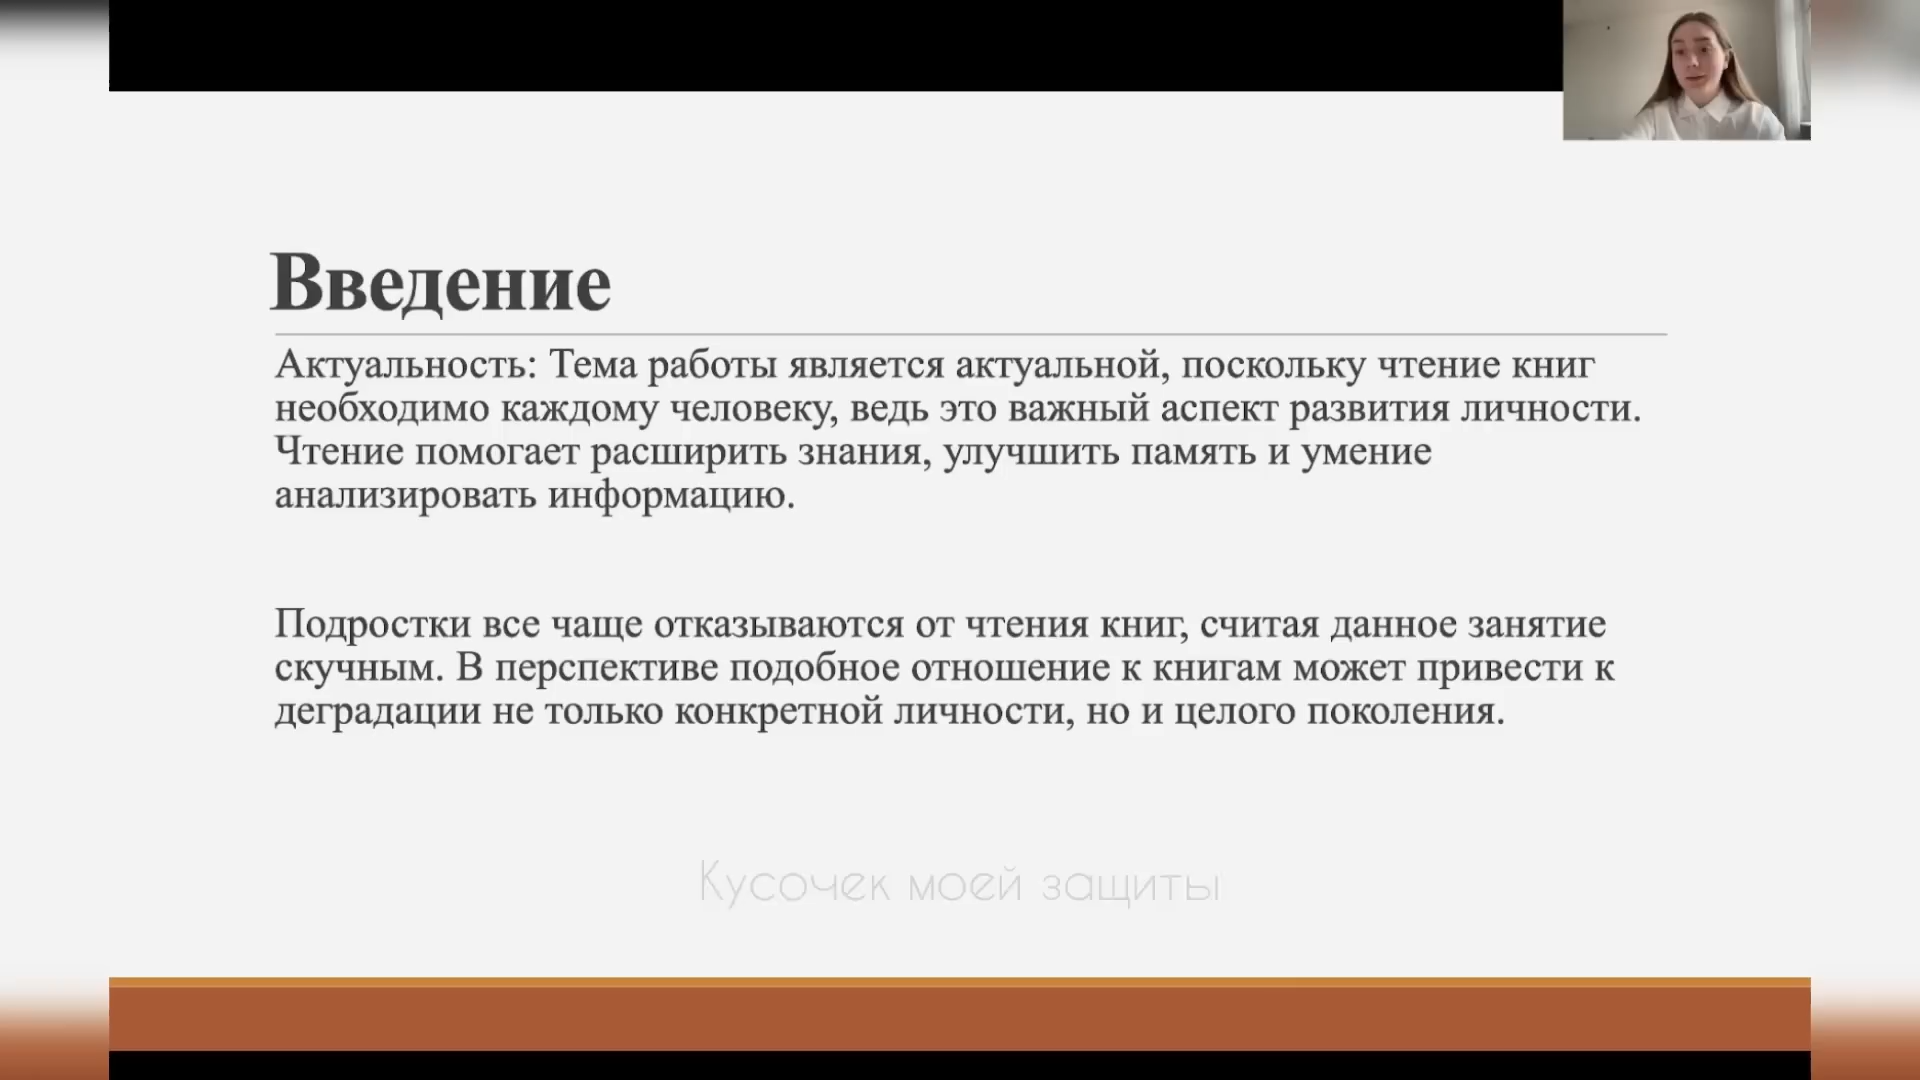 Введение
Актуальность: Тема работы является актуальной, поскольку чтение книг
необходимо каждому человеку, ведь это важный аспект развития личности.
Чтение помогает расширить знания, улучшить память и умение
анализировать информацию.
Подростки все чаще отказываются от чтения книг, считая данное занятие
скучным. В перспективе подобное отношение к книгам может привести к
деградации не только конкретной личности, но и целого поколения.
Кусочек моей защиты